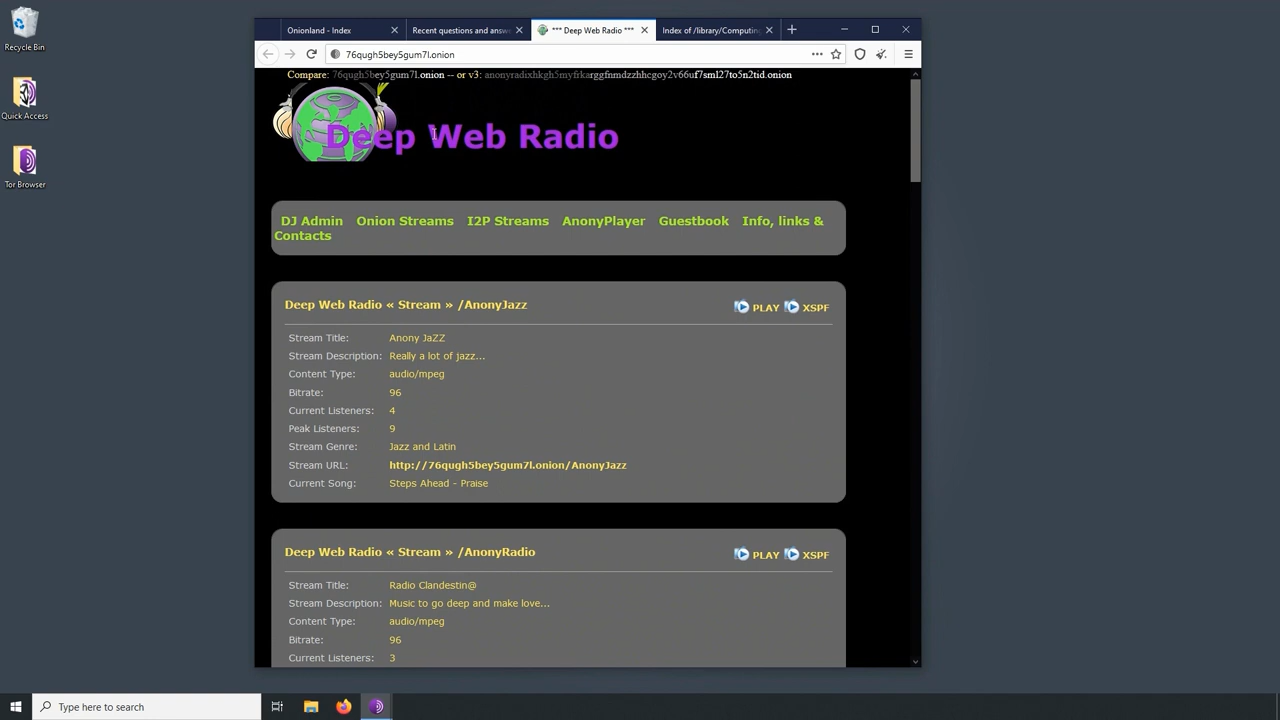 Recycle Bin
Quick Access
Tor Browser
Onionland - Index
Recent questions and answe
*** Deep Web Radio ***
Index of /library/Computing
76qugh5bey5gum7l.onion
Compare: 76qugh5bey5gum7l.onion -- or v3: anonyradixhkgh5myfrkarggfnmdzzhhcgoy2v66uf7sml27to5n2tid.onion
Deep Web Radio
DJ Admin Onion Streams I2P Streams AnonyPlayer Guestbook Info, links &
Contacts
Deep Web Radio « Stream » /AnonyJazz
PLAY XSPF
Stream Title: Anony JaZZ
Stream Description: Really a lot of jazz...
Content Type: audio/mpeg
Bitrate: 96
Current Listeners: 4
Peak Listeners: 9
Stream Genre: Jazz and Latin
Stream URL: http://76qugh5bey5gum7l.onion/AnonyJazz
Current Song: Steps Ahead - Praise
Deep Web Radio « Stream » /AnonyRadio
PLAY XSPF
Stream Title: Radio Clandestin@
Stream Description: Music to go deep and make love...
Content Type: audio/mpeg
Bitrate: 96
Current Listeners: 3
Type here to search